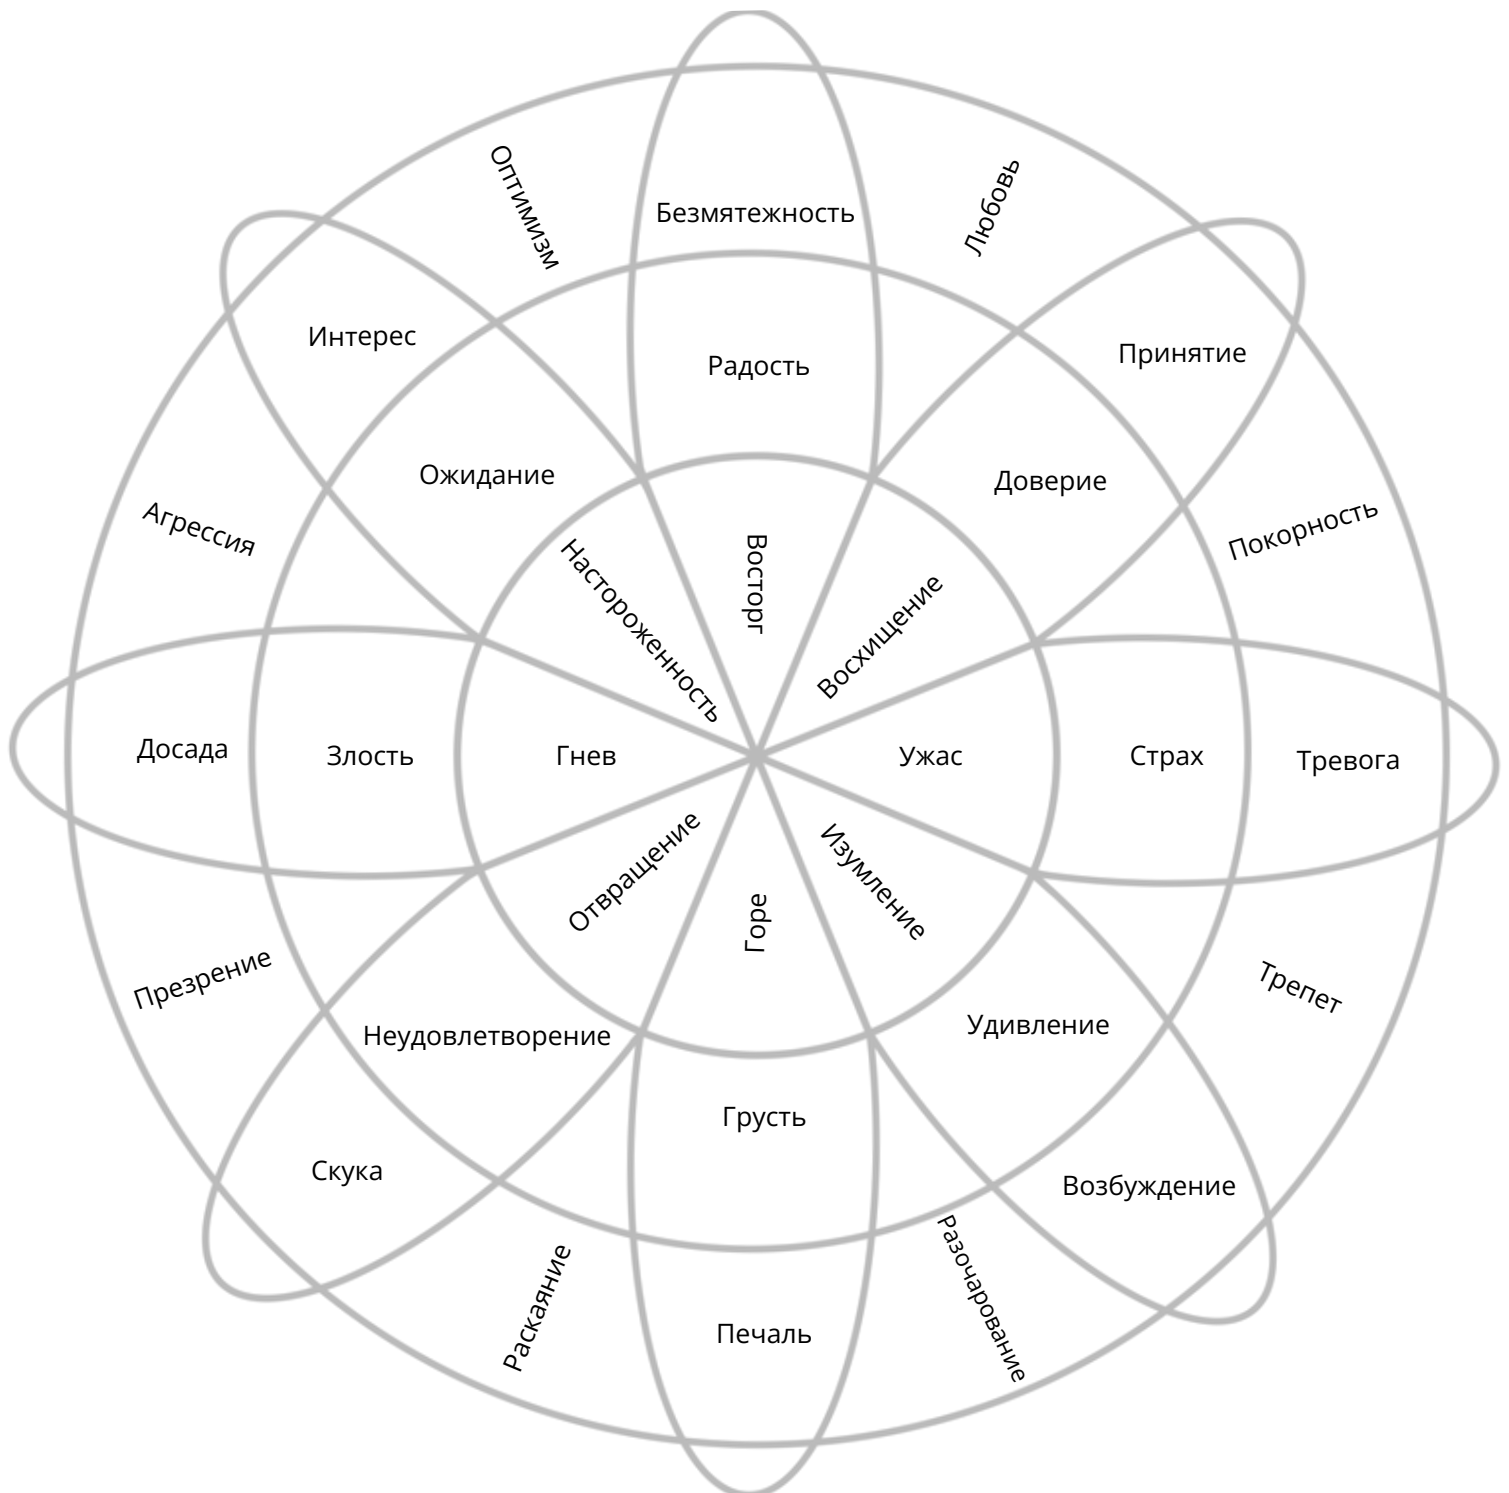 Оптимизм
Любовь
Безмятежность
Интерес
Принятие
Радость
Ожидание
Доверие
Агрессия
Покорность
Настороженность
Восторг
Восхищение
Досада
Злость
Гнев
Ужас
Страх
Тревога
Отвращение
Горе
Изумление
Презрение
Трепет
Неудовлетворение
Удивление
Грусть
Скука
Возбуждение
Раскаяние
Разочарование
Печаль